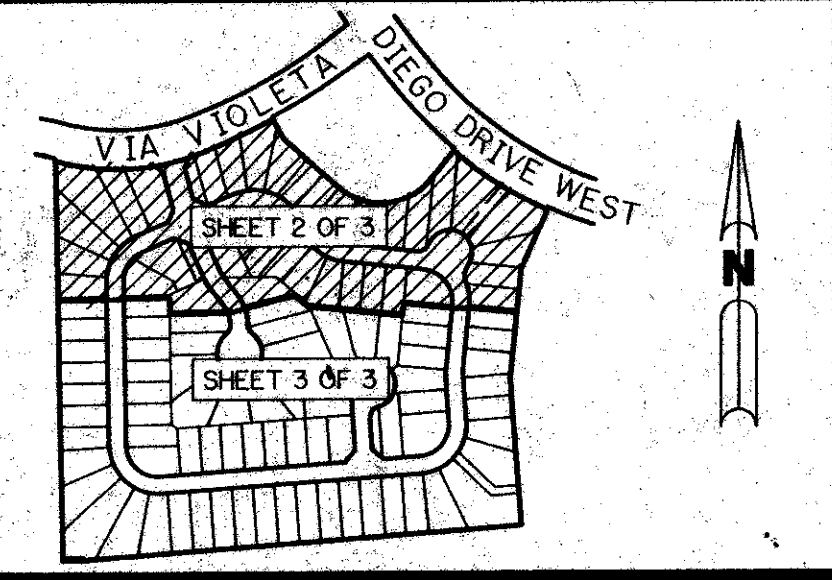 VIA VIOLETA
DIEGO DRIVE WEST
SHEET 2 OF 3
N
SHEET 3 OF 3